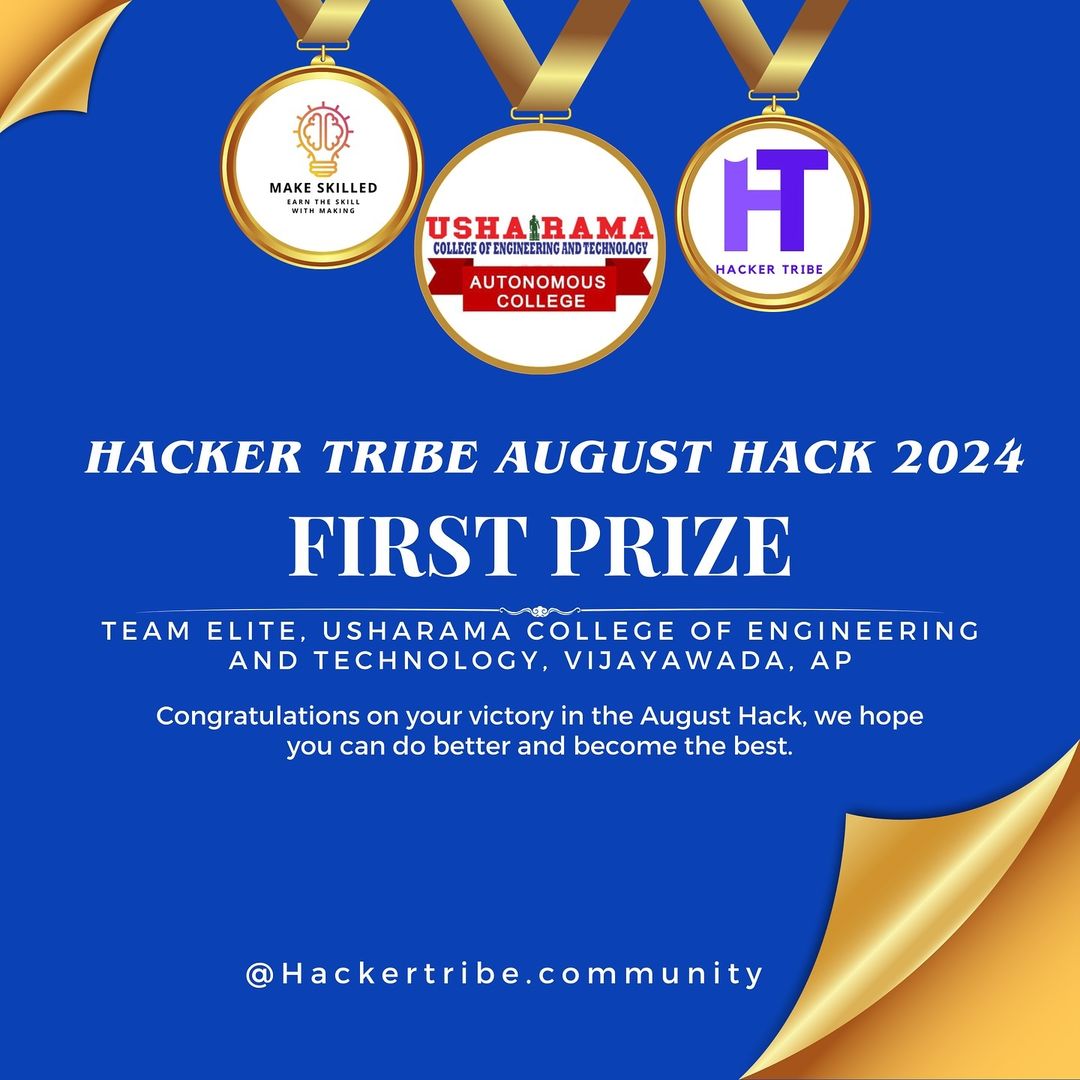 MAKE SKILLED
EARN THE SKILL
WITH MAKING
USHA RAMA
COLLEGE OF ENGINEERING AND TECHNOLOGY
AUTONOMOUS
COLLEGE
HT
HACKER TRIBE
HACKER TRIBE AUGUST HACK 2024
FIRST PRIZE
TEAM ELITE, USHARAMA COLLEGE OF ENGINEERING
AND TECHNOLOGY, VIJAYAWADA, AP
Congratulations on your victory in the August Hack, we hope
you can do better and become the best.
@Hackertribe.community